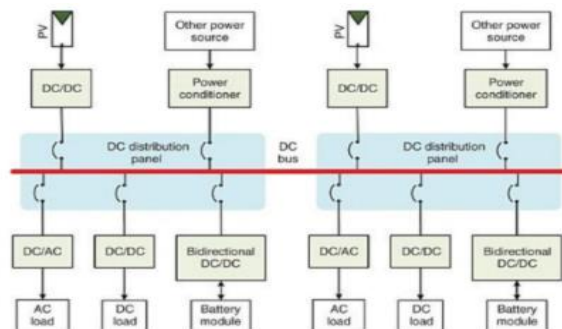 PV
Other power
source
PV
Other power
source
DC/DC
Power
conditioner
DC/DC
Power
conditioner
DC distribution
panel
DC
bus
DC distribution
panel
DC/AC
DC/DC
Bidirectional
DC/DC
DC/AC
DC/DC
Bidirectional
DC/DC
AC
load
DC
load
Battery
module
AC
load
DC
load
Battery
module